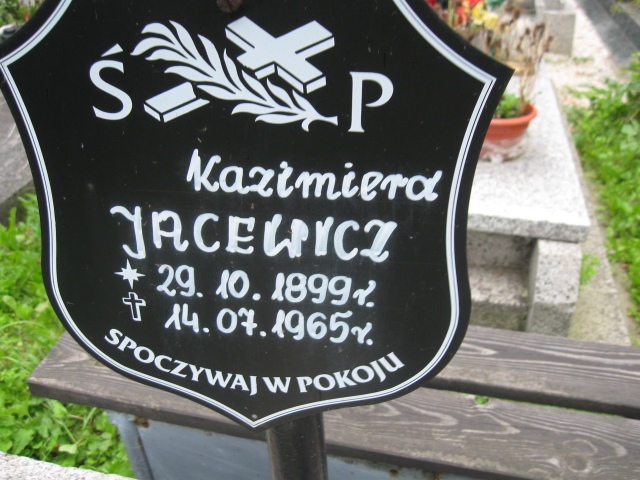 Ś P
Kazimiera
JACEWICZ
29. 10. 1899r.
14. 07. 1965r.
SPOCZYWAJ W POKOJU